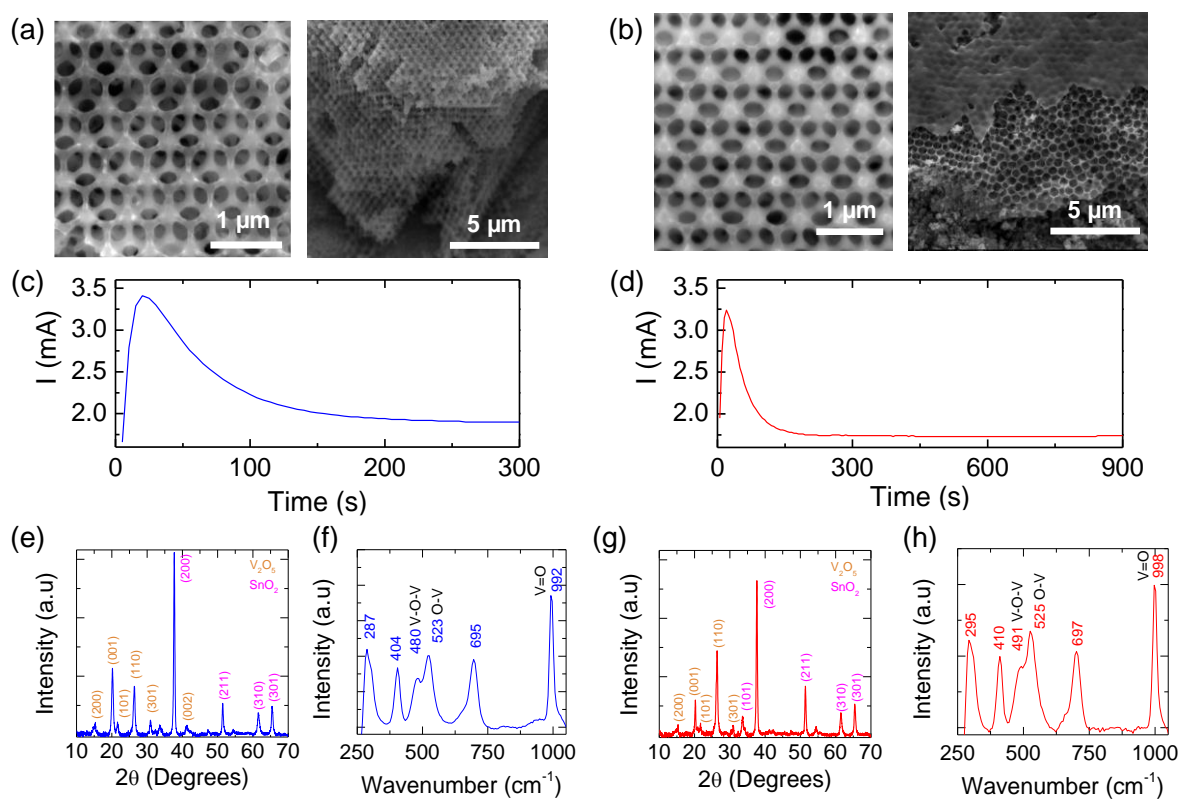 (a)
1 µm
5 µm
(b)
1 µm
5 µm
(c)
3.5
3.0
2.5
2.0
I (mA)
0
100
200
300
Time (s)
(d)
3.5
3.0
2.5
2.0
I (mA)
0
300
600
900
Time (s)
(e)
Intensity (a.u)
(200)
(001)
(101)
(110)
(301)
(200)
(002)
(211)
(310)
(301)
V₂O₅
SnO₂
10 20 30 40 50 60 70
2θ (Degrees)
(f)
Intensity (a.u)
287
404
480 V-O-V
523 O-V
695
V=O
992
250 500 750 1000
Wavenumber (cm⁻¹)
(g)
Intensity (a.u)
(200)
(001)
(101)
(110)
(301)
(101)
(200)
(211)
(310)
(301)
V₂O₅
SnO₂
10 20 30 40 50 60 70
2θ (Degrees)
(h)
Intensity (a.u)
295
410
491 V-O-V
525 O-V
697
V=O
998
250 500 750 1000
Wavenumber (cm⁻¹)